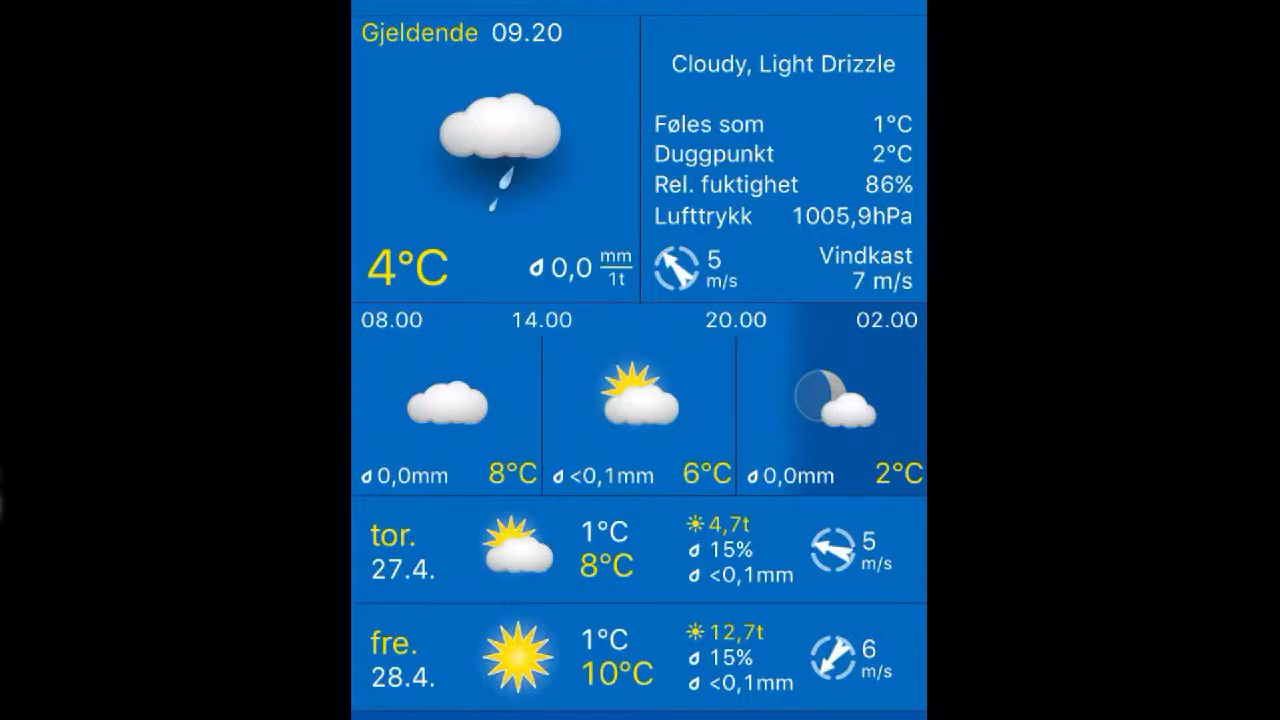 Gjeldende 09.20
Cloudy, Light Drizzle
Føles som 1°C
Duggpunkt 2°C
Rel. fuktighet 86%
Lufttrykk 1005,9hPa
4°C 0,0 mm/1t
5 m/s
Vindkast
7 m/s
08.00 14.00 20.00 02.00
0,0mm 8°C <0,1mm 6°C 0,0mm 2°C
tor.
27.4.
1°C
8°C
4,7t
15%
<0,1mm
5
m/s
fre.
28.4.
1°C
10°C
12,7t
15%
<0,1mm
6
m/s